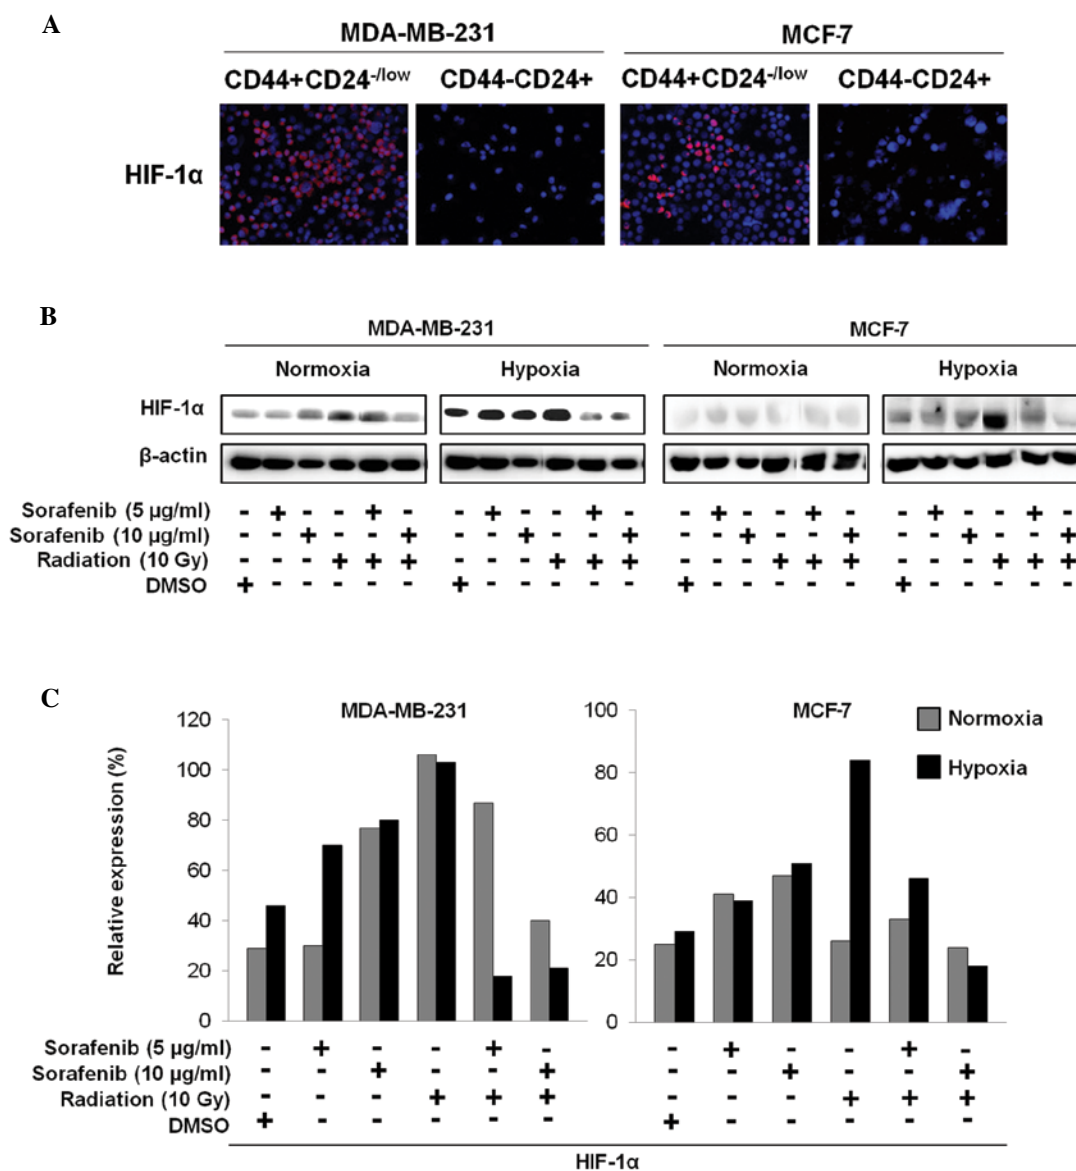 A
MDA-MB-231 MCF-7
CD44+CD24-/low CD44-CD24+ CD44+CD24-/low CD44-CD24+
HIF-1α
B
MDA-MB-231 MCF-7
Normoxia Hypoxia Normoxia Hypoxia
HIF-1α
β-actin
Sorafenib (5 µg/ml) - + - - + - - + - - + - - + - - + - - + - - + -
Sorafenib (10 µg/ml) - - + - - + - - + - - + - - + - - + - - + - - +
Radiation (10 Gy) - - - + + + - - - + + + - - - + + + - - - + + +
DMSO + - - - - - + - - - - - + - - - - - + - - - - -
C
MDA-MB-231 MCF-7
Normoxia
Hypoxia
Relative expression (%)
120
100
80
60
40
20
0
100
80
60
40
20
0
Sorafenib (5 µg/ml) - + - - + - - + - - + -
Sorafenib (10 µg/ml) - - + - - + - - + - - +
Radiation (10 Gy) - - - + + + - - - + + +
DMSO + - - - - - + - - - - -
HIF-1α